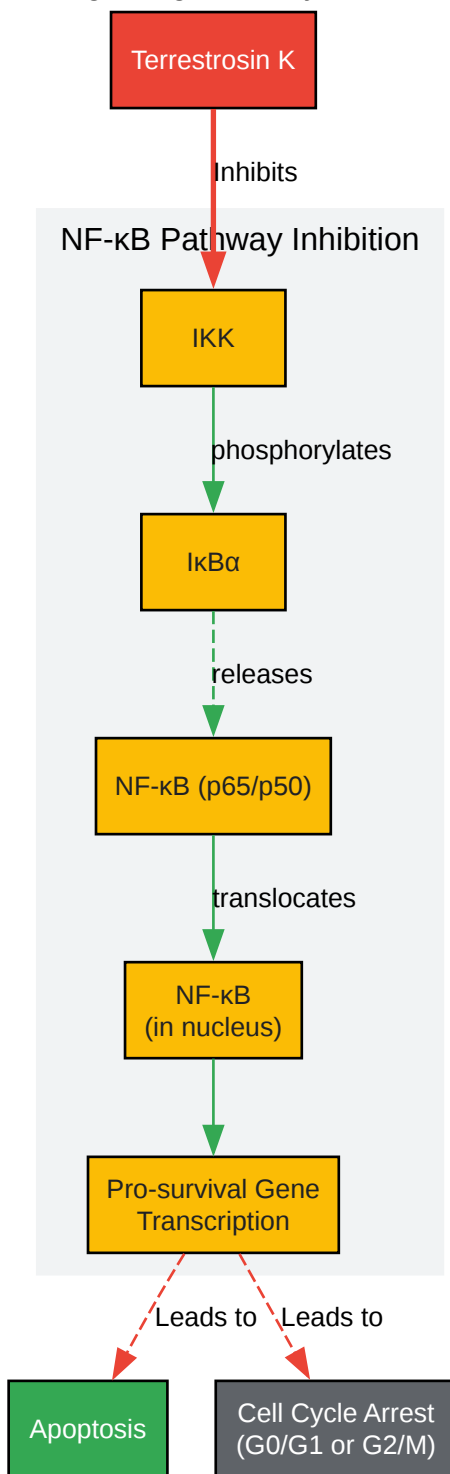 Terrestrosin K
Inhibits
NF-κB Pathway Inhibition
IKK
phosphorylates
IκBα
releases
NF-κB (p65/p50)
translocates
NF-κB
(in nucleus)
Pro-survival Gene
Transcription
Leads to
Leads to
Apoptosis
Cell Cycle Arrest
(G0/G1 or G2/M)